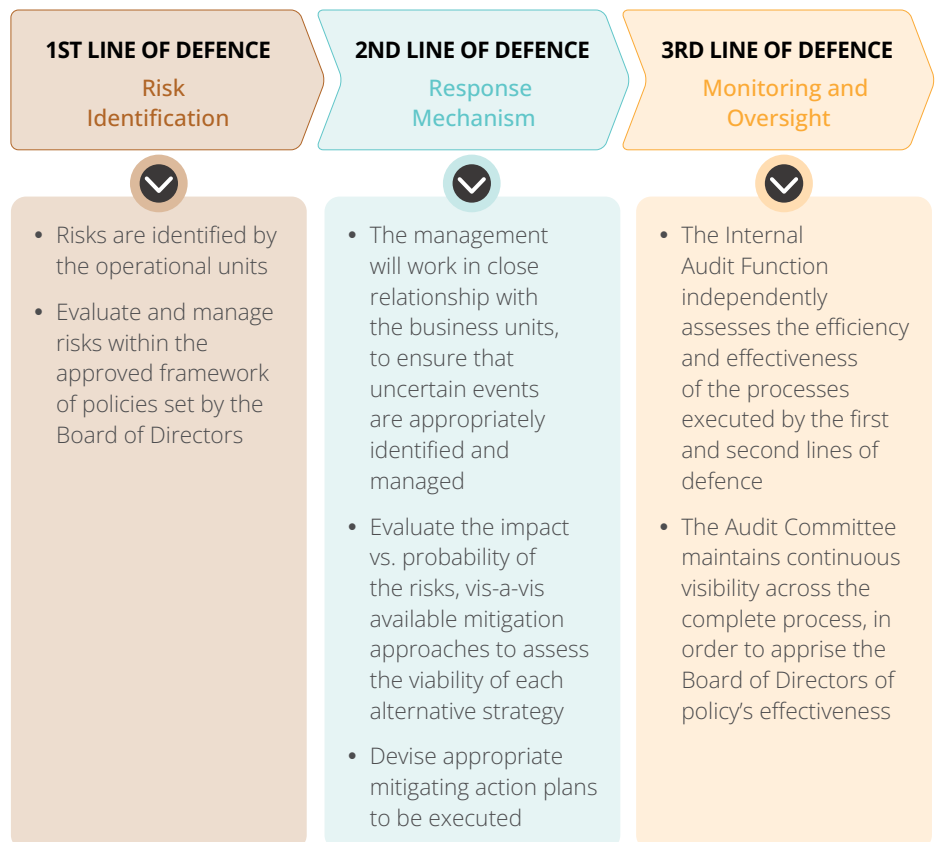 1ST LINE OF DEFENCE
Risk
Identification
• Risks are identified by
the operational units
• Evaluate and manage
risks within the
approved framework
of policies set by the
Board of Directors
2ND LINE OF DEFENCE
Response
Mechanism
• The management
will work in close
relationship with
the business units,
to ensure that
uncertain events
are appropriately
identified and
managed
• Evaluate the impact
vs. probability of
the risks, vis-a-vis
available mitigation
approaches to assess
the viability of each
alternative strategy
• Devise appropriate
mitigating action plans
to be executed
3RD LINE OF DEFENCE
Monitoring and
Oversight
• The Internal
Audit Function
independently
assesses the efficiency
and effectiveness
of the processes
executed by the first
and second lines of
defence
• The Audit Committee
maintains continuous
visibility across the
complete process, in
order to apprise the
Board of Directors of
policy’s effectiveness